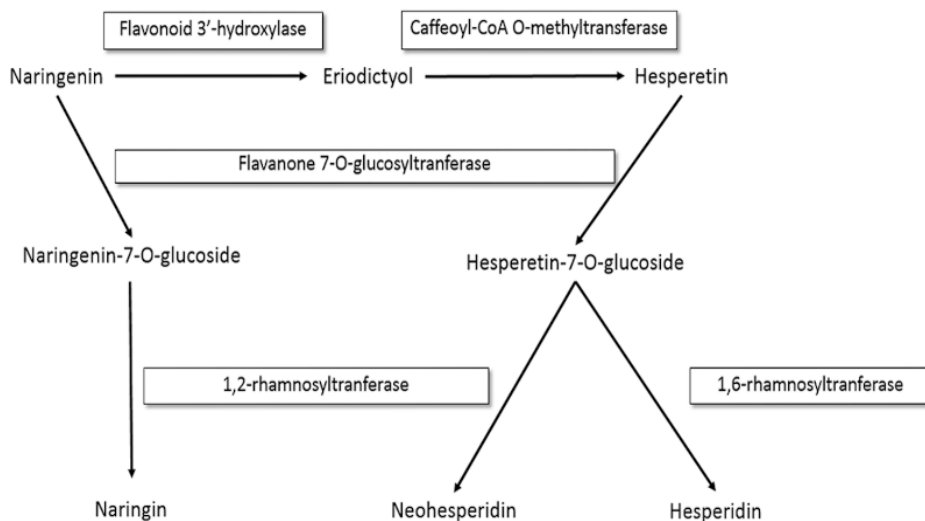 Flavonoid 3′-hydroxylase
Caffeoyl-CoA O-methyltransferase
Naringenin
Eriodictyol
Hesperetin
Flavanone 7-O-glucosyltranferase
Naringenin-7-O-glucoside
Hesperetin-7-O-glucoside
1,2-rhamnosyltranferase
1,6-rhamnosyltranferase
Naringin
Neohesperidin
Hesperidin